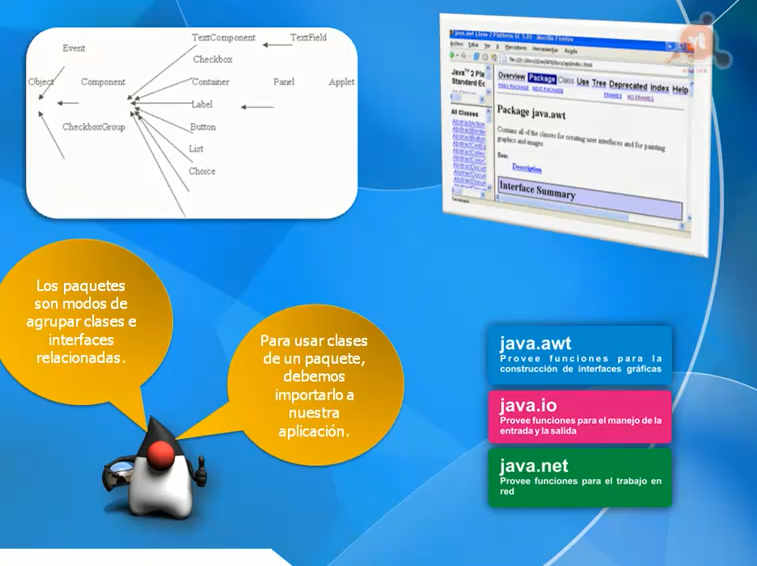 TextComponent TextField
Event
Checkbox
Object Component Container Panel Applet
Label
CheckboxGroup Button
List
Choice
Overview Package Class Use Tree Deprecated Index Help
PREV PACKAGE NEXT PACKAGE
FRAMES NO FRAMES
Java™ 2 Pla
Standard Ed
All Classes
Package java.awt
Contains all of the classes for creating user interfaces and for painting
graphics and images.
See:
Description
Interface Summary
Los paquetes
son modos de
agrupar clases e
interfaces
relacionadas.
Para usar clases
de un paquete,
debemos
importarlo a
nuestra
aplicación.
java.awt
Provee funciones para la
construcción de interfaces gráficas
java.io
Provee funciones para el manejo de la
entrada y la salida
java.net
Provee funciones para el trabajo en
red